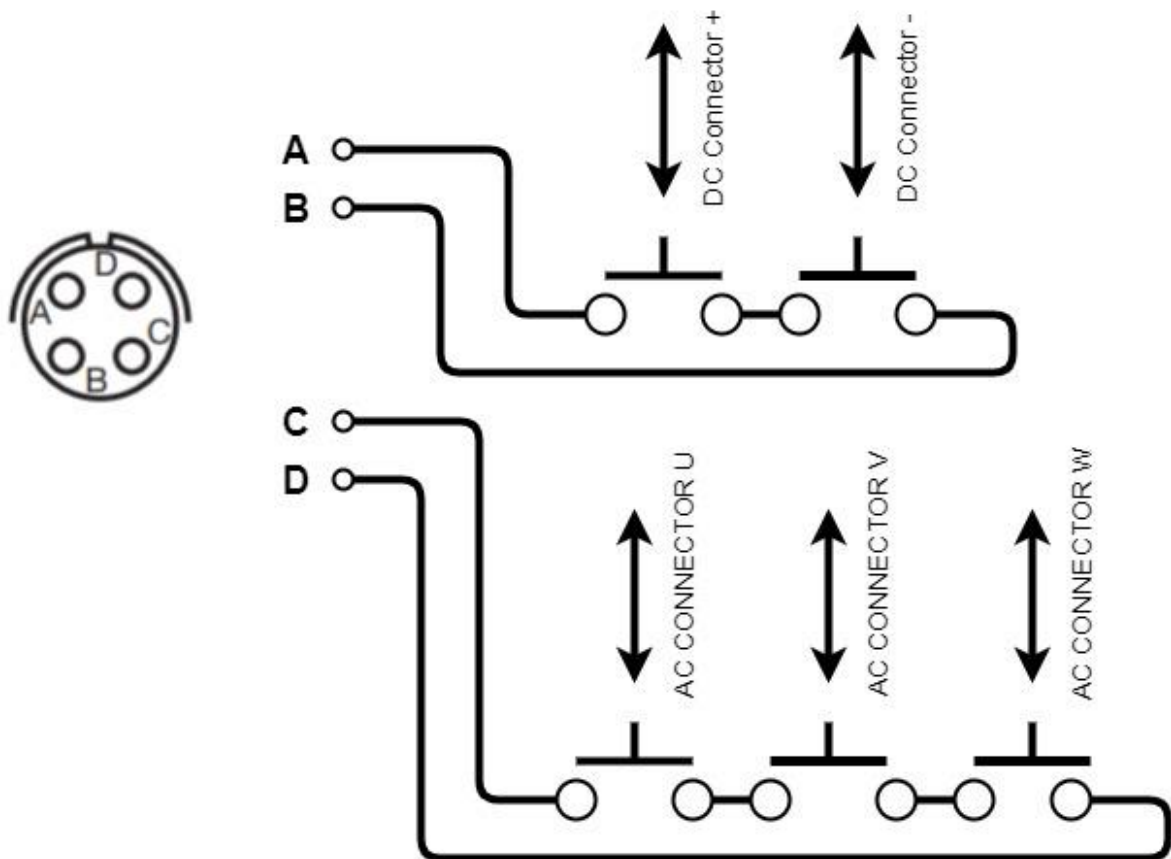 DC Connector +
DC Connector -
A
B
D
A
C
B
C
D
AC CONNECTOR U
AC CONNECTOR V
AC CONNECTOR W